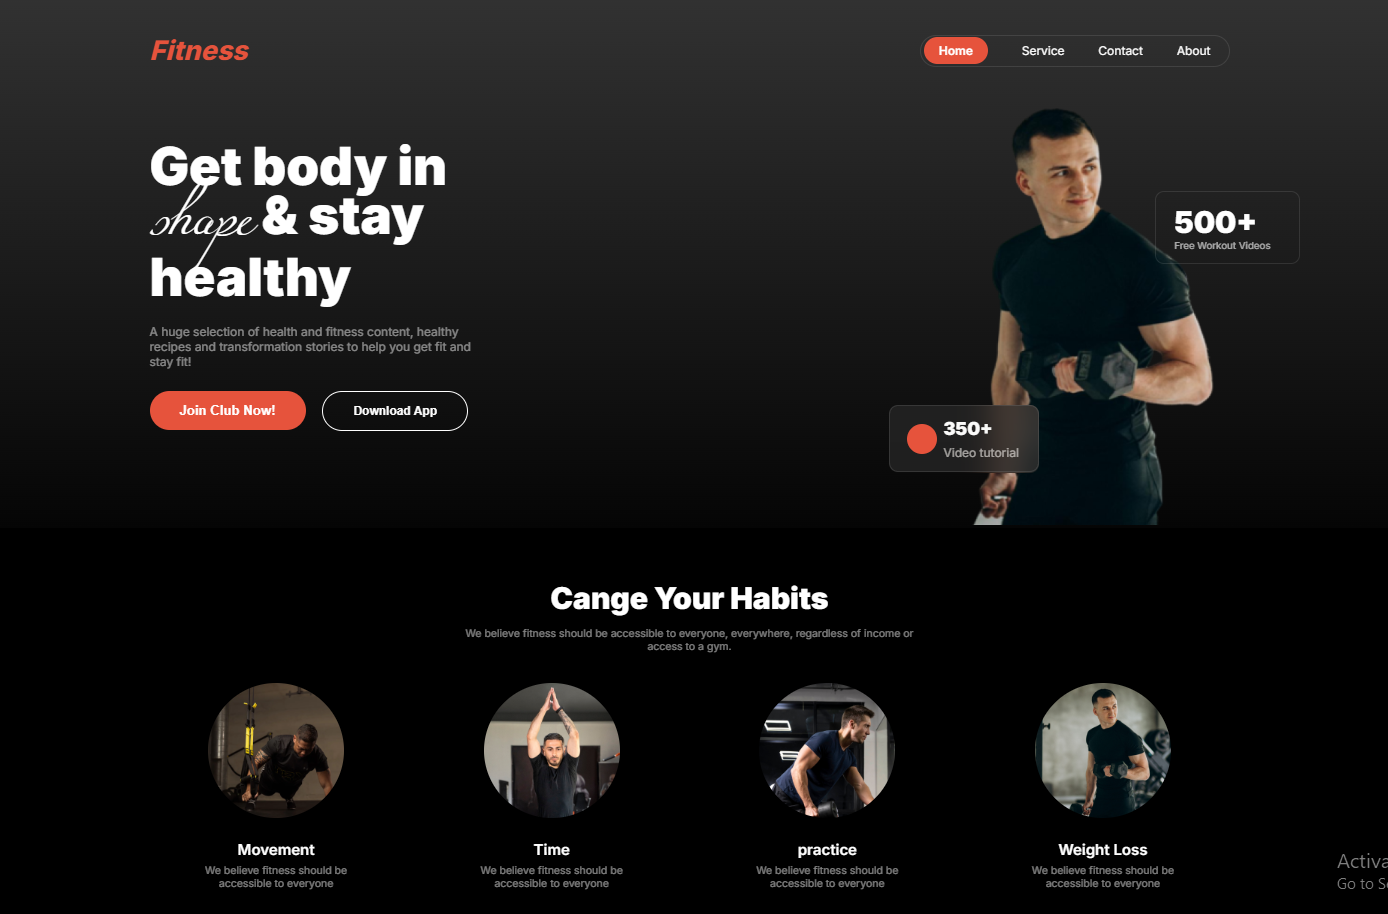 Fitness
Home Service Contact About
Get body in
shape & stay
healthy
A huge selection of health and fitness content, healthy
recipes and transformation stories to help you get fit and
stay fit!
Join Club Now! Download App
500+
Free Workout Videos
350+
Video tutorial
Cange Your Habits
We believe fitness should be accessible to everyone, everywhere, regardless of income or
access to a gym.
Movement
We believe fitness should be
accessible to everyone
Time
We believe fitness should be
accessible to everyone
practice
We believe fitness should be
accessible to everyone
Weight Loss
We believe fitness should be
accessible to everyone
Activa
Go to Se